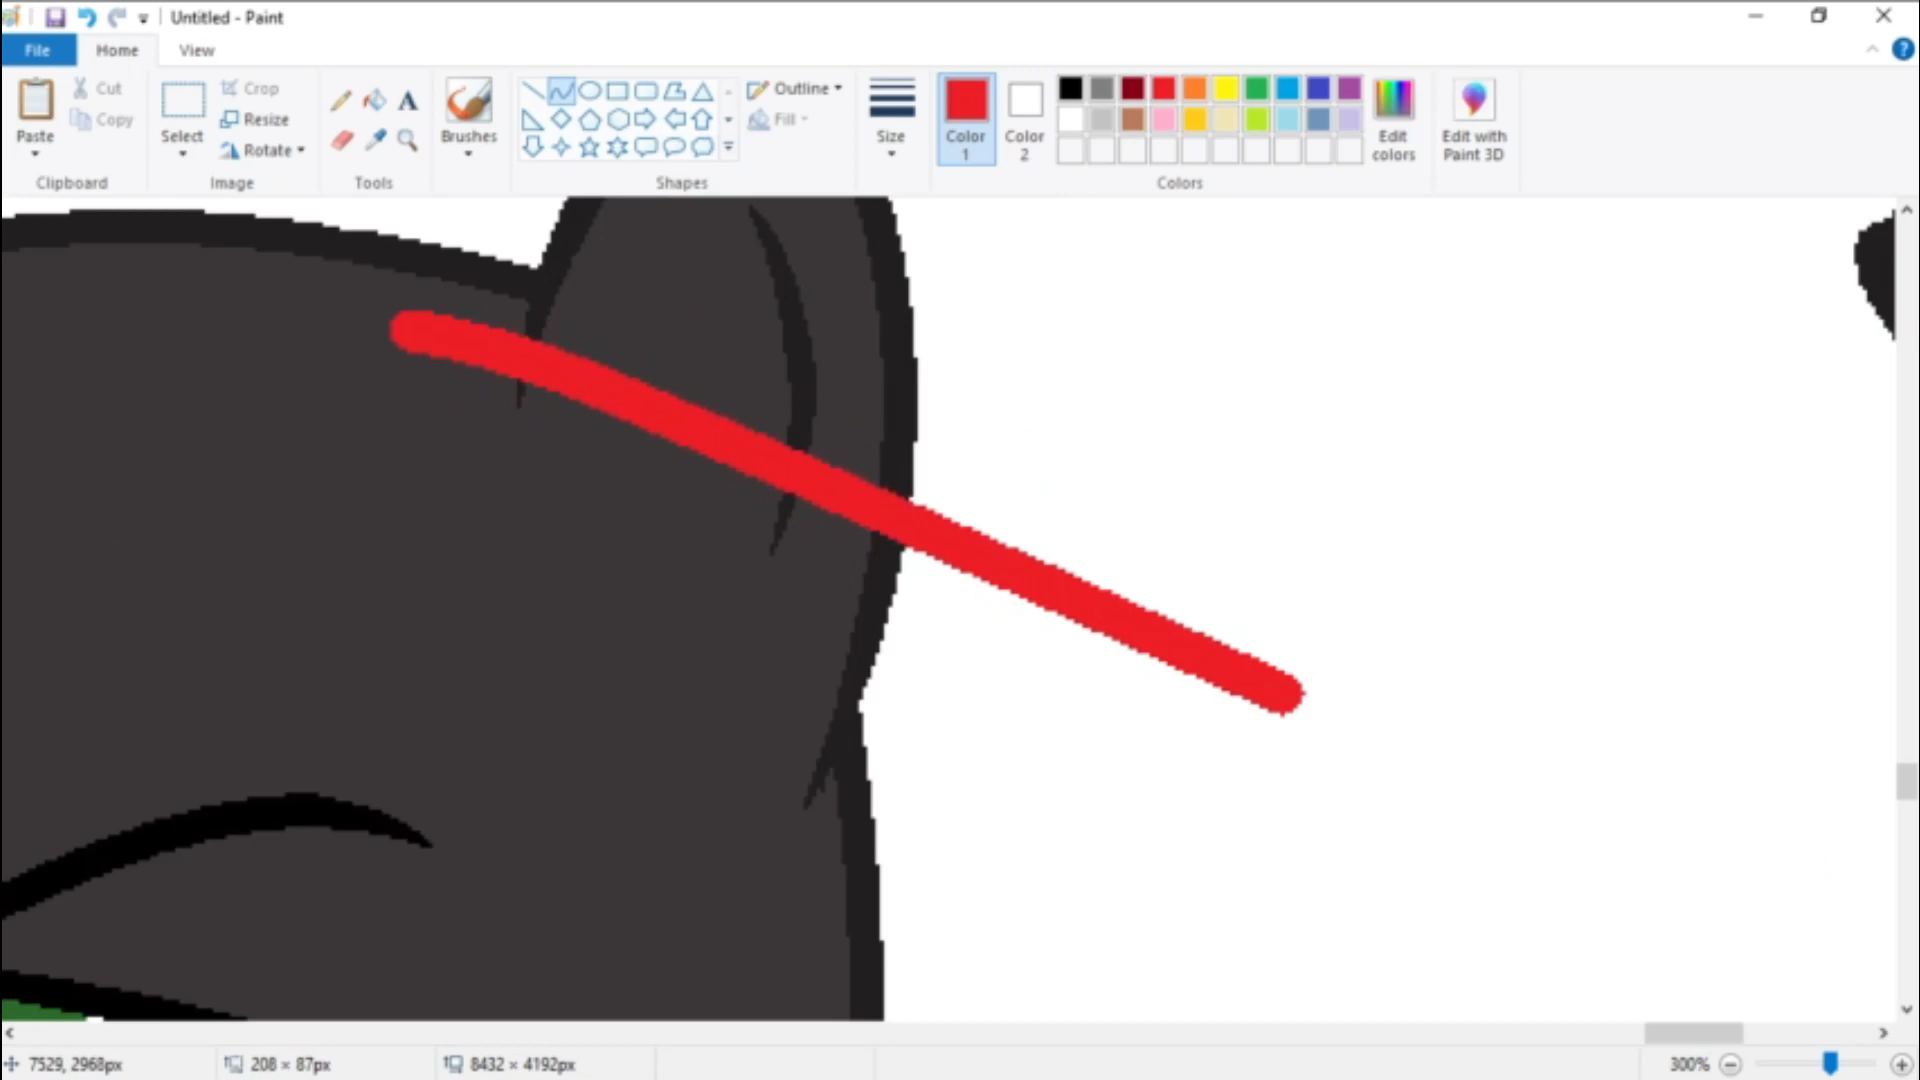 Untitled - Paint
File Home View
Cut Crop Outline
Copy Resize Fill
Paste Select Rotate Brushes Size Color 1 Color 2 Edit colors Edit with Paint 3D
Clipboard Image Tools Shapes Colors
7529, 2968px 208 × 87px 8432 × 4192px 300%